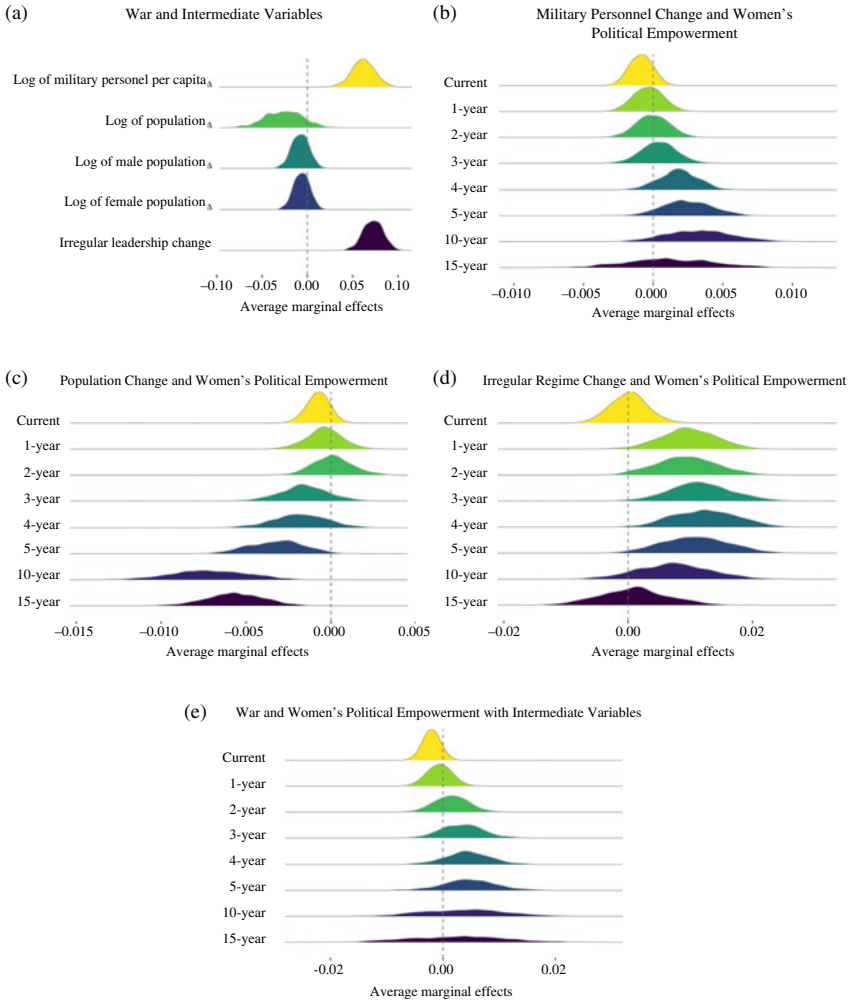 (a)
War and Intermediate Variables
Log of military personel per capitaΔ
Log of populationΔ
Log of male populationΔ
Log of female populationΔ
Irregular leadership change
–0.10 –0.05 0.00 0.05 0.10
Average marginal effects
(b)
Military Personnel Change and Women's
Political Empowerment
Current
1-year
2-year
3-year
4-year
5-year
10-year
15-year
–0.010 –0.005 0.000 0.005 0.010
Average marginal effects
(c)
Population Change and Women's Political Empowerment
Current
1-year
2-year
3-year
4-year
5-year
10-year
15-year
–0.015 –0.010 –0.005 0.000 0.005
Average marginal effects
(d)
Irregular Regime Change and Women's Political Empowerment
Current
1-year
2-year
3-year
4-year
5-year
10-year
15-year
–0.02 0.00 0.02
Average marginal effects
(e)
War and Women's Political Empowerment with Intermediate Variables
Current
1-year
2-year
3-year
4-year
5-year
10-year
15-year
-0.02 0.00 0.02
Average marginal effects